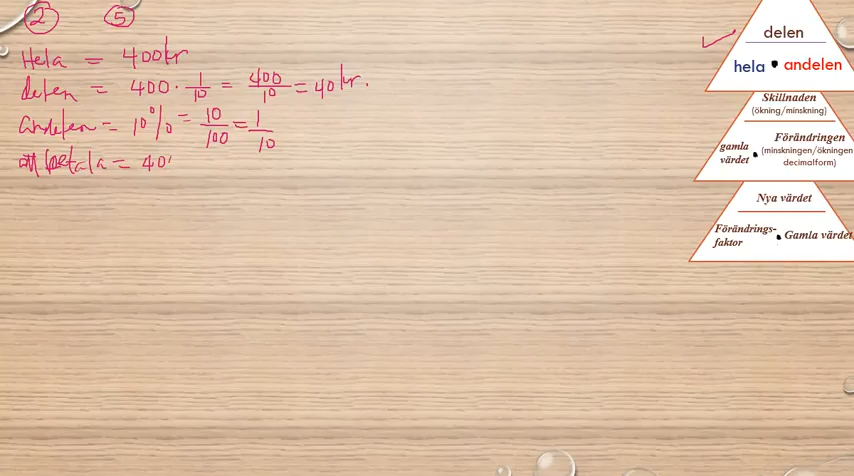 2 5
Hela = 400kr
delen = 400 · 1/10 = 400/10 = 40kr.
andelen = 10% = 10/100 = 1/10
att betala = 40
delen
hela • andelen
Skillnaden
(ökning/minskning)
gamla värdet • Förändringen
(minskningen/ökningen
decimalform)
Nya värdet
Förändrings-
faktor • Gamla värdet